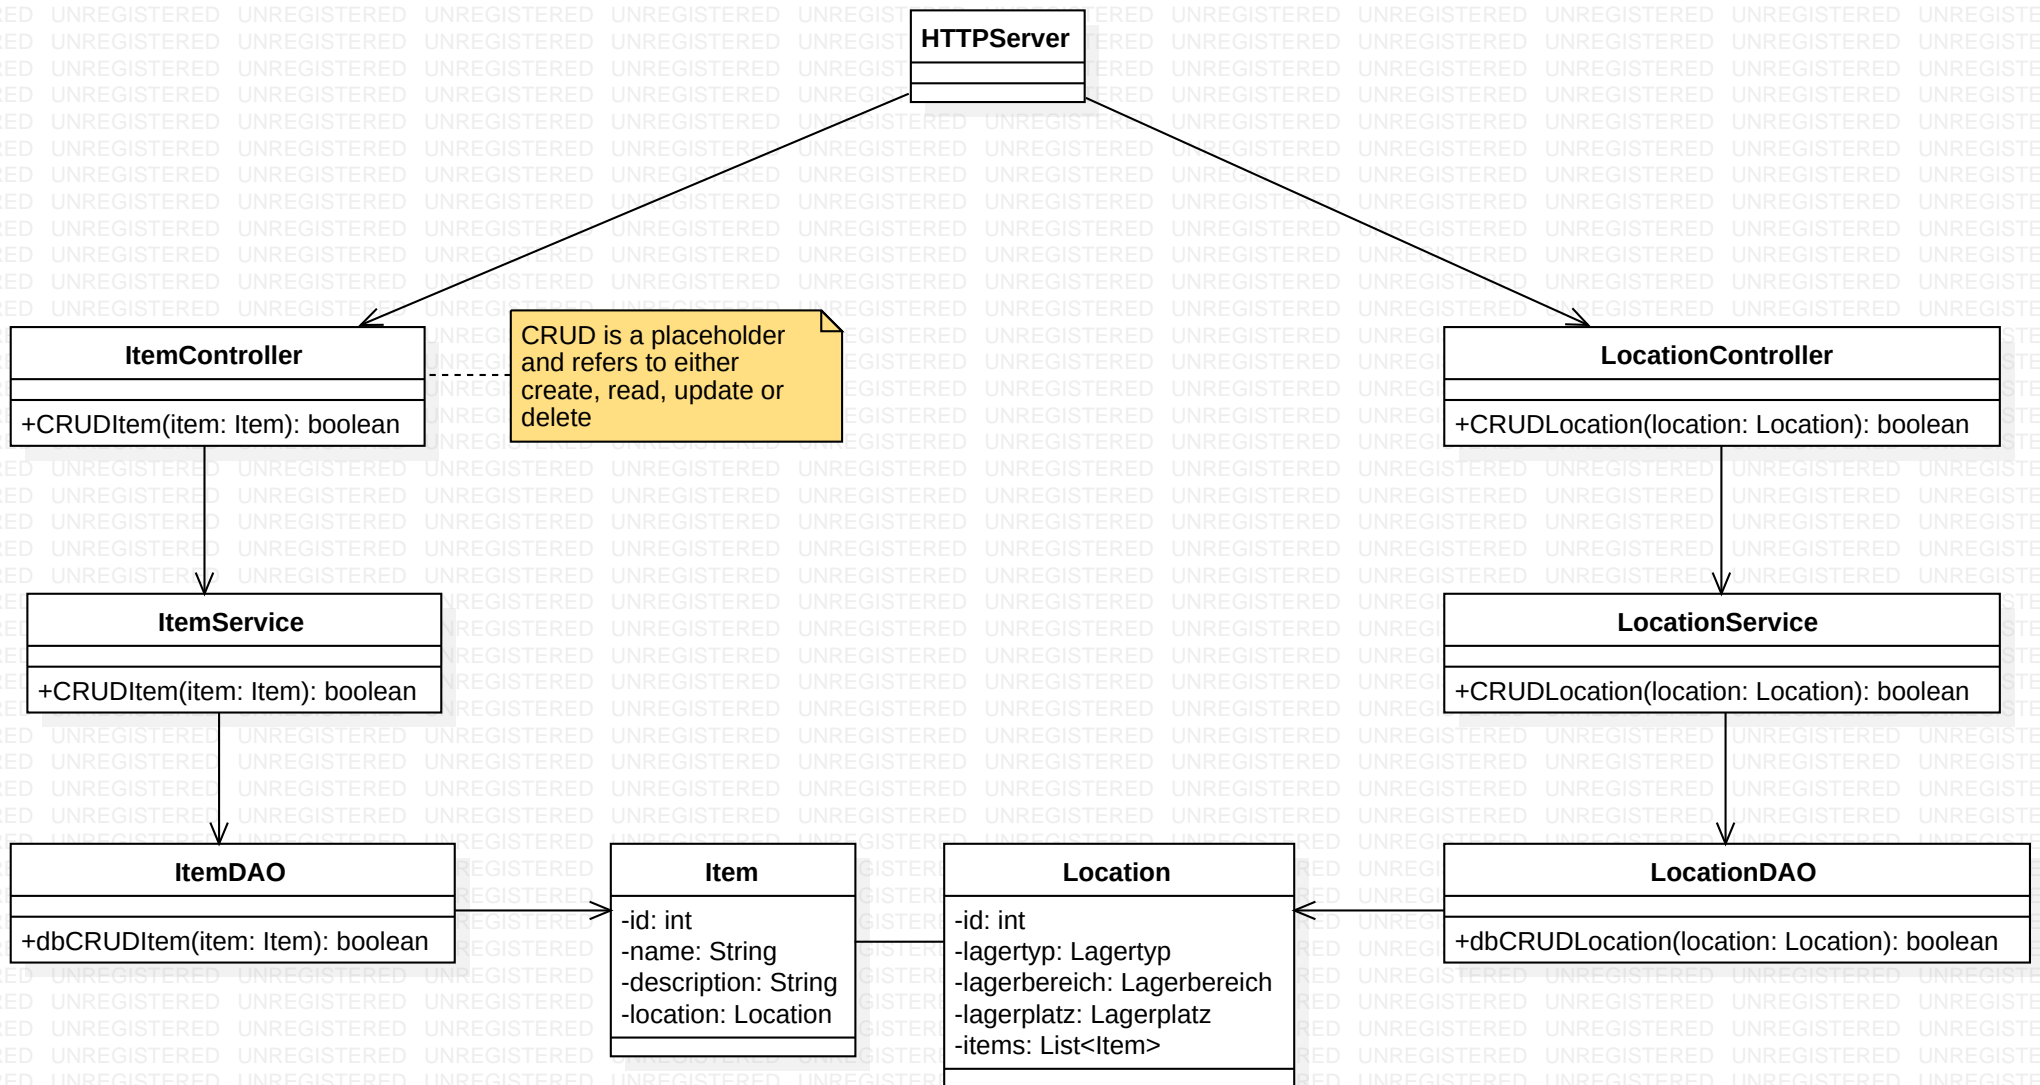 HTTPServer
ItemController
+CRUDItem(item: Item): boolean
CRUD is a placeholder
and refers to either
create, read, update or
delete
LocationController
+CRUDLocation(location: Location): boolean
ItemService
+CRUDItem(item: Item): boolean
LocationService
+CRUDLocation(location: Location): boolean
ItemDAO
+dbCRUDItem(item: Item): boolean
Item
-id: int
-name: String
-description: String
-location: Location
Location
-id: int
-lagertyp: Lagertyp
-lagerbereich: Lagerbereich
-lagerplatz: Lagerplatz
-items: List<Item>
LocationDAO
+dbCRUDLocation(location: Location): boolean
UNREGISTERED